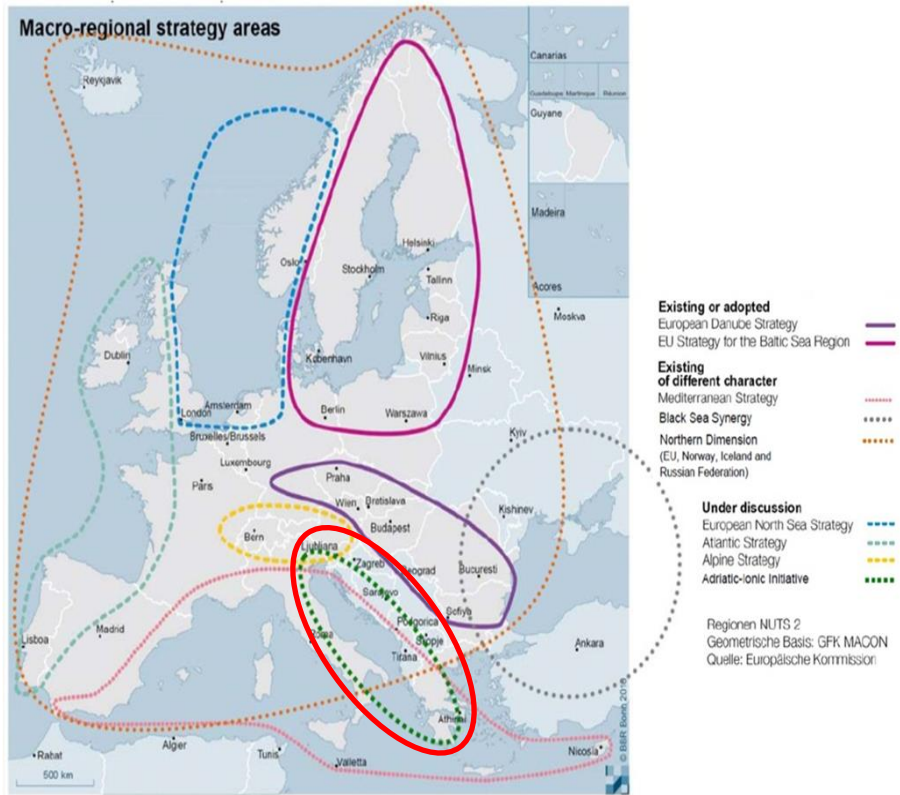 Macro-regional strategy areas
Reykjavik
Canarias
Guadeloupe Martinique Réunion
Guyane
Madeira
Acores
Moskva
Helsinki
Oslo
Stockholm
Tallinn
Riga
Dublin
København
Vilnius
Minsk
Amsterdam
London
Berlin
Warszawa
Bruxelles/Brussels
Kyiv
Luxembourg
Praha
Paris
Wien
Bratislava
Kishinev
Budapest
Bern
Ljubljana
Zagreb
Beograd
Bucuresti
Sarajevo
Sofiya
Podgorica
Skopje
Lisboa
Madrid
Roma
Titana
Ankara
Athinai
Rabat
Alger
Tunis
Valletta
Nicosia
500 km
© BBR Bonn 2010
Existing or adopted
European Danube Strategy
EU Strategy for the Baltic Sea Region
Existing
of different character
Mediterranean Strategy
Black Sea Synergy
Northern Dimension
(EU, Norway, Iceland and
Russian Federation)
Under discussion
European North Sea Strategy
Atlantic Strategy
Alpine Strategy
Adriatic-Ionic Initiative
Regionen NUTS 2
Geometrische Basis: GFK MACON
Quelle: Europäische Kommission